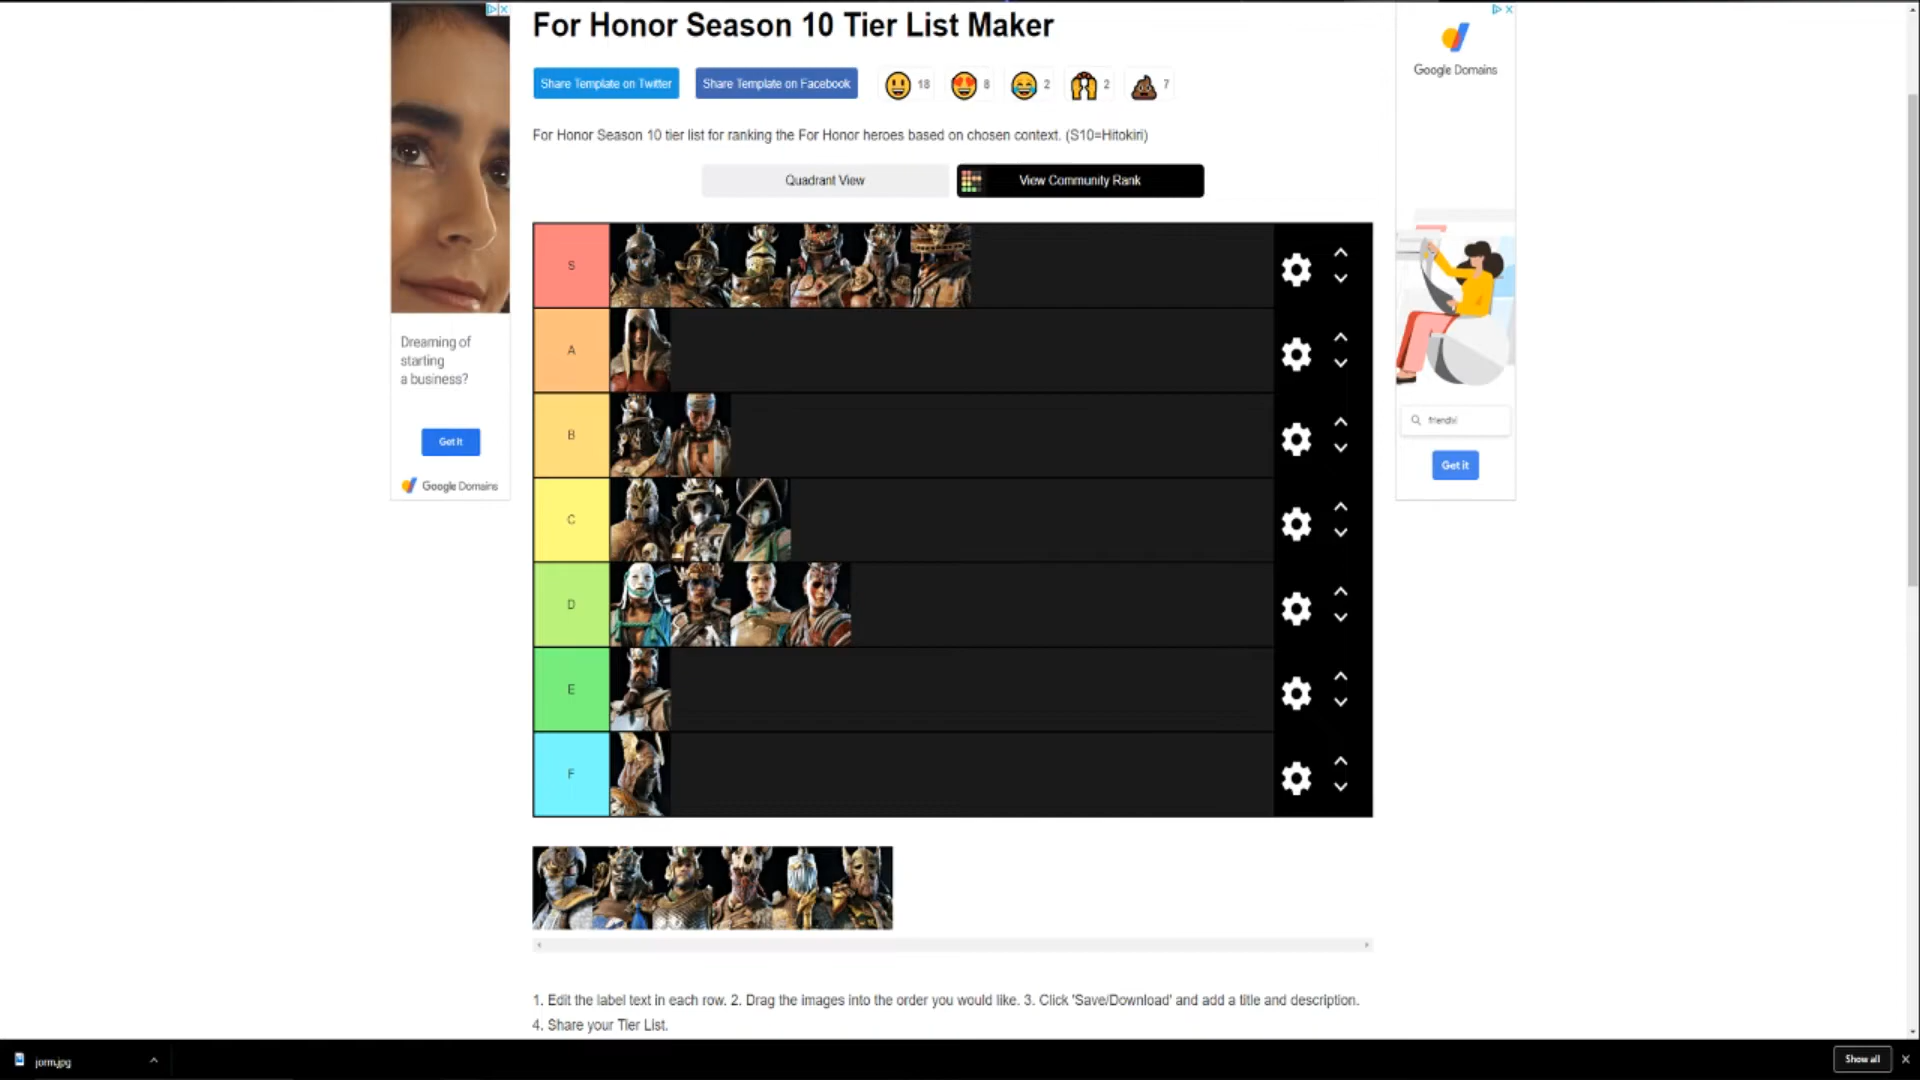 For Honor Season 10 Tier List Maker
Share Template on Twitter
Share Template on Facebook
18
8
2
2
7
For Honor Season 10 tier list for ranking the For Honor heroes based on chosen context. (S10=Hitokiri)
Quadrant View
View Community Rank
S
A
B
C
D
E
F
Dreaming of
starting
a business?
Get it
Google Domains
Google Domains
friendvi
Get it
1. Edit the label text in each row. 2. Drag the images into the order you would like. 3. Click 'Save/Download' and add a title and description.
4. Share your Tier List.
jorm.jpg
Show all